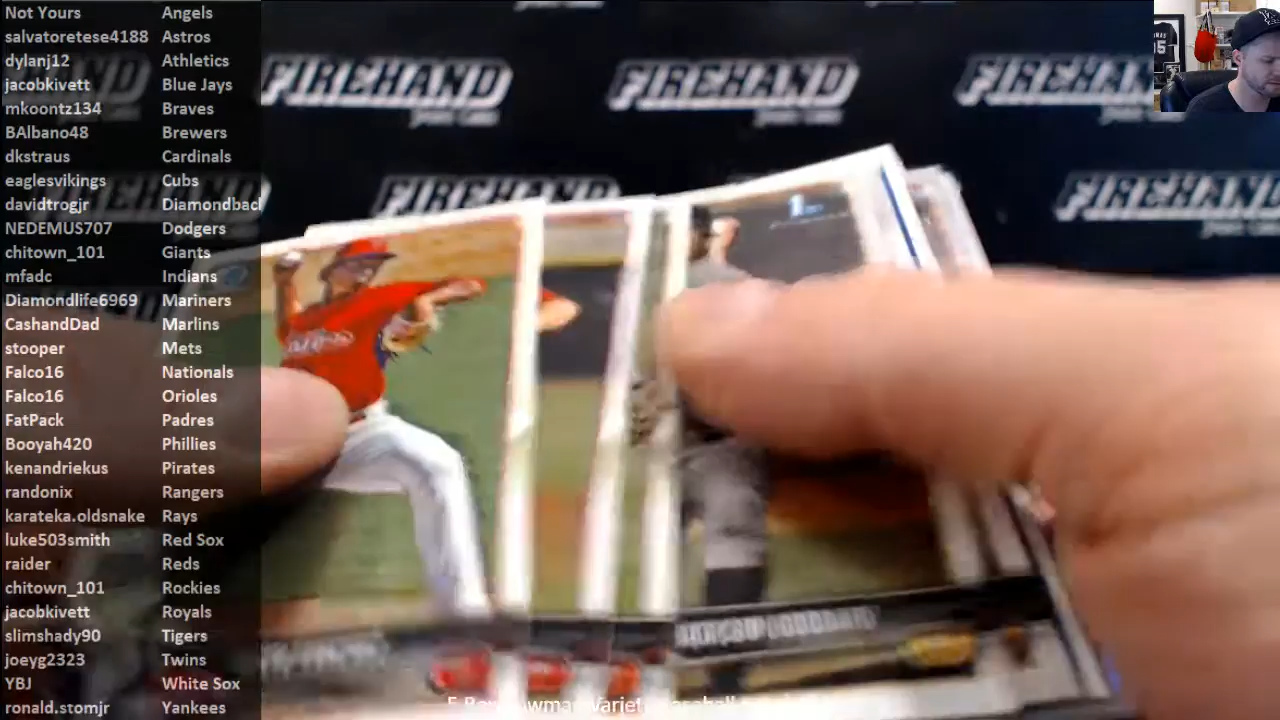 Not Yours Angels
salvatoretese4188 Astros
dylanj12 Athletics
jacobkivett Blue Jays
mkoontz134 Braves
BAlbano48 Brewers
dkstraus Cardinals
eaglesvikings Cubs
davidtrogjr Diamondbac
NEDEMUS707 Dodgers
chitown_101 Giants
mfadc Indians
Diamondlife6969 Mariners
CashandDad Marlins
stooper Mets
Falco16 Nationals
Falco16 Orioles
FatPack Padres
Booyah420 Phillies
kenandriekus Pirates
randonix Rangers
karateka.oldsnake Rays
luke503smith Red Sox
raider Reds
chitown_101 Rockies
jacobkivett Royals
slimshady90 Tigers
joeyg2323 Twins
YBJ White Sox
ronald.stomjr Yankees
FIREHAND FIREHAND FIREHAND
FIREHAND FIREHAND